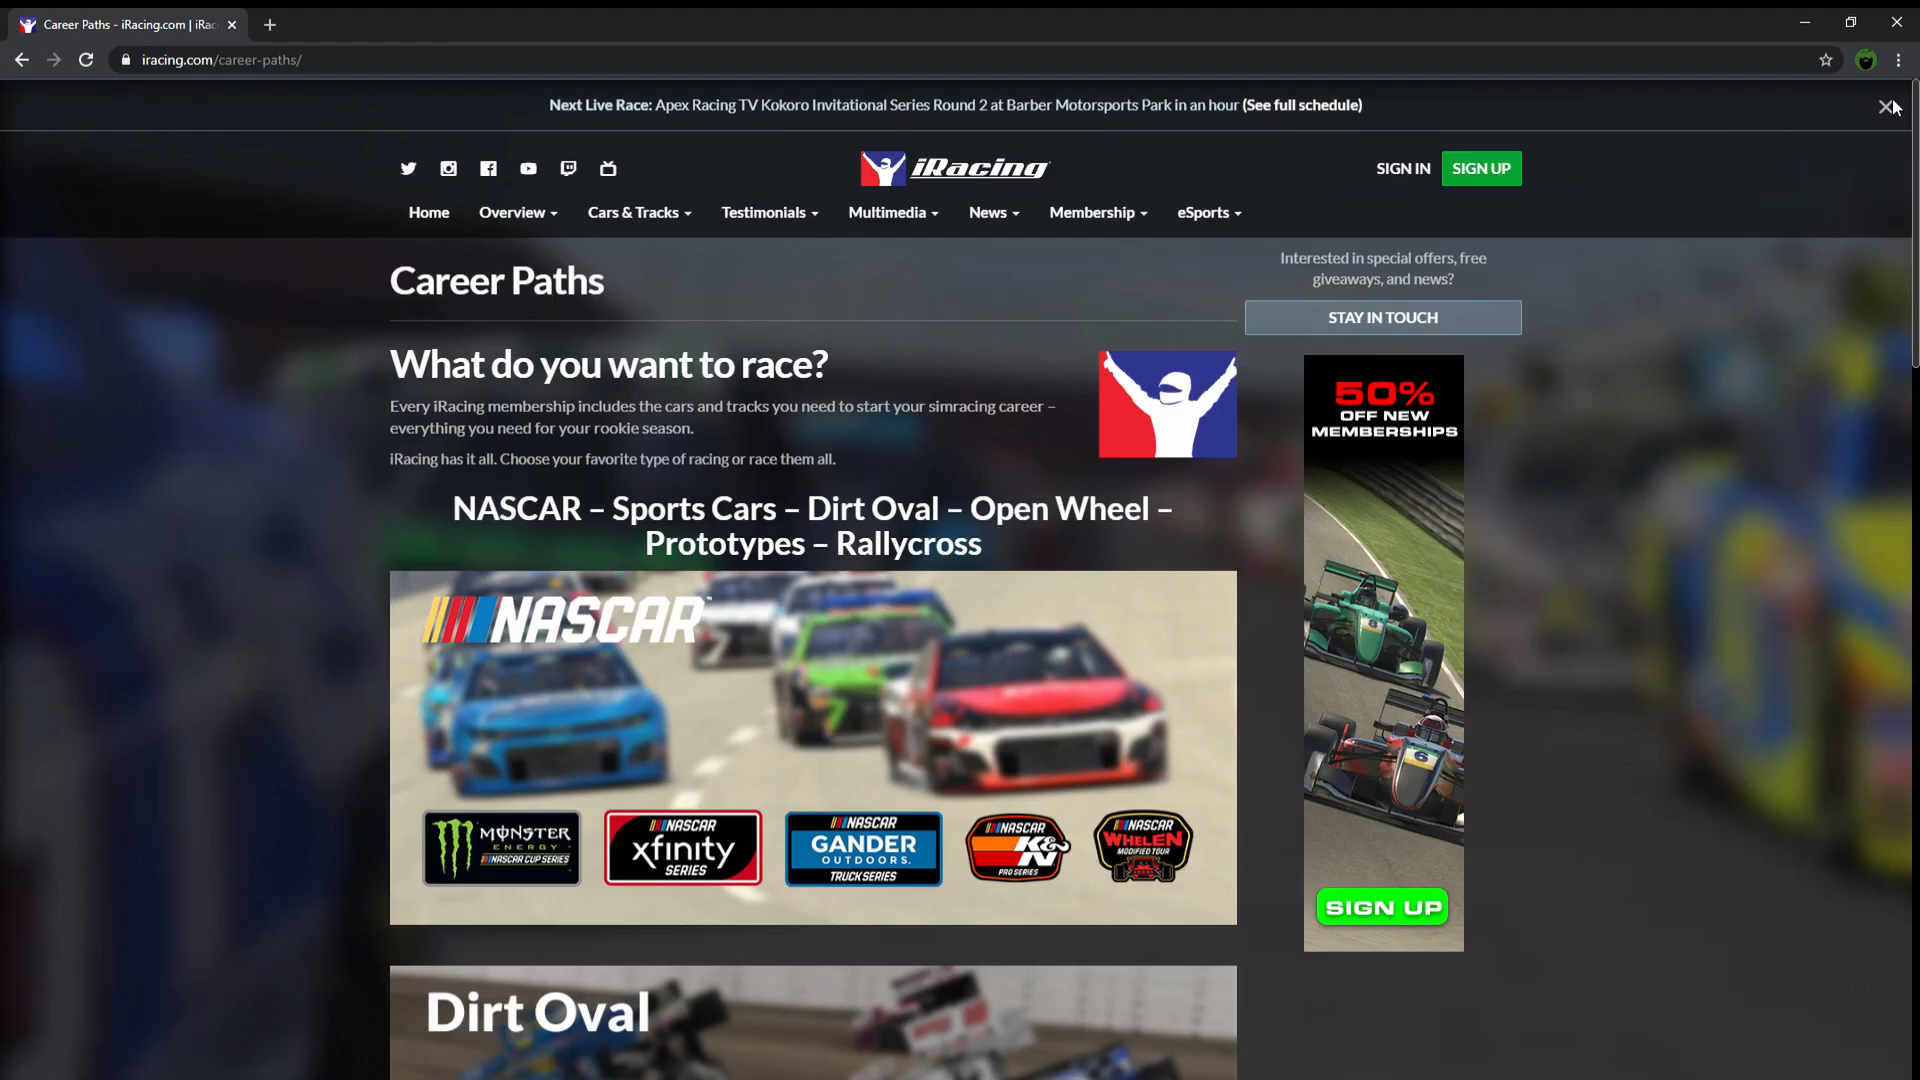 Career Paths - iRacing.com | iRac
iracing.com/career-paths/
Next Live Race: Apex Racing TV Kokoro Invitational Series Round 2 at Barber Motorsports Park in an hour (See full schedule)
iRacing
SIGN IN
SIGN UP
Home
Overview
Cars & Tracks
Testimonials
Multimedia
News
Membership
eSports
Career Paths
Interested in special offers, free
giveaways, and news?
STAY IN TOUCH
What do you want to race?
Every iRacing membership includes the cars and tracks you need to start your simracing career –
everything you need for your rookie season.
iRacing has it all. Choose your favorite type of racing or race them all.
NASCAR – Sports Cars – Dirt Oval – Open Wheel –
Prototypes – Rallycross
50%
OFF NEW
MEMBERSHIPS
6
SIGN UP
NASCAR
MONSTER
ENERGY
NASCAR CUP SERIES
NASCAR
xfinity
SERIES
NASCAR
GANDER
OUTDOORS.
TRUCK SERIES
NASCAR
K&N
PRO SERIES
NASCAR
WHELEN
MODIFIED TOUR
Dirt Oval